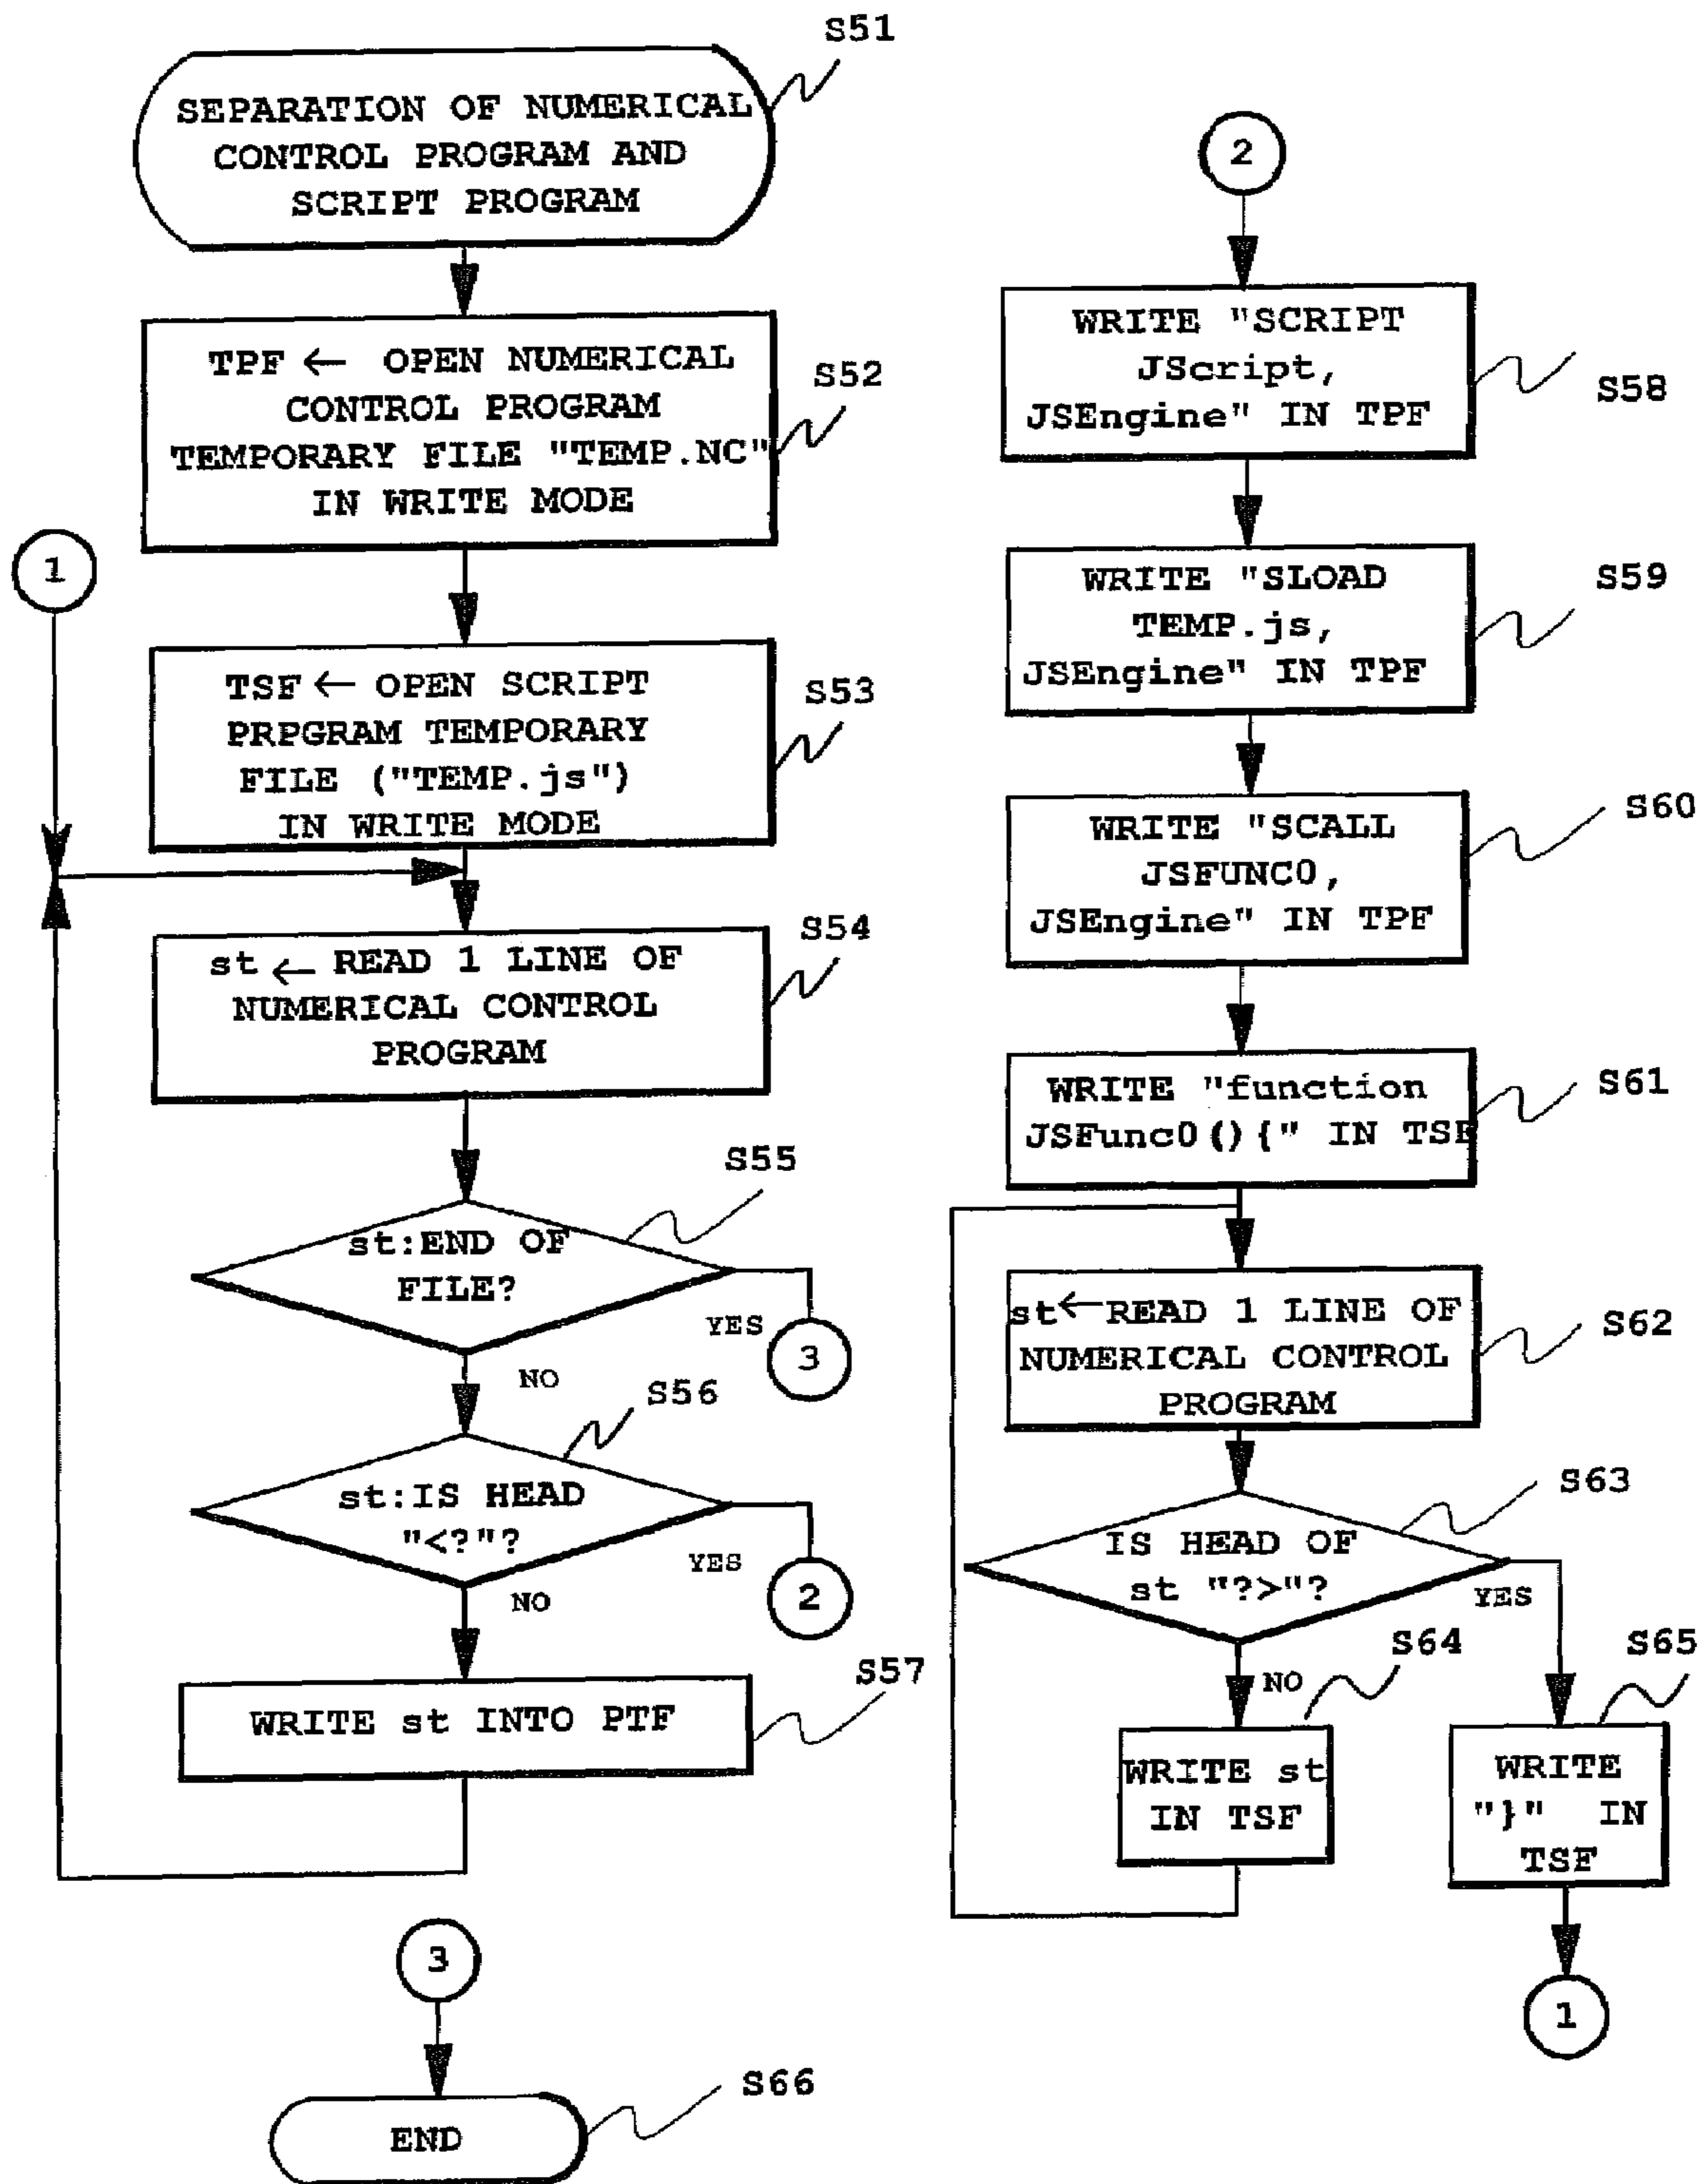 S51
SEPARATION OF NUMERICAL
CONTROL PROGRAM AND
SCRIPT PROGRAM
TPF ← OPEN NUMERICAL
CONTROL PROGRAM
TEMPORARY FILE "TEMP.NC"
IN WRITE MODE
S52
1
TSF ← OPEN SCRIPT
PRPGRAM TEMPORARY
FILE ("TEMP.js")
IN WRITE MODE
S53
st ← READ 1 LINE OF
NUMERICAL CONTROL
PROGRAM
S54
S55
st:END OF
FILE?
YES
3
NO
S56
st:IS HEAD
"<?"?
YES
2
NO
S57
WRITE st INTO PTF
3
END
S66
2
WRITE "SCRIPT
JScript,
JSEngine" IN TPF
S58
WRITE "SLOAD
TEMP.js,
JSEngine" IN TPF
S59
WRITE "SCALL
JSFUNC0,
JSEngine" IN TPF
S60
WRITE "function
JSFunc0(){" IN TSF
S61
st←READ 1 LINE OF
NUMERICAL CONTROL
PROGRAM
S62
S63
IS HEAD OF
st "?>"?
YES
NO
S64
WRITE st
IN TSF
S65
WRITE
"}" IN
TSF
1